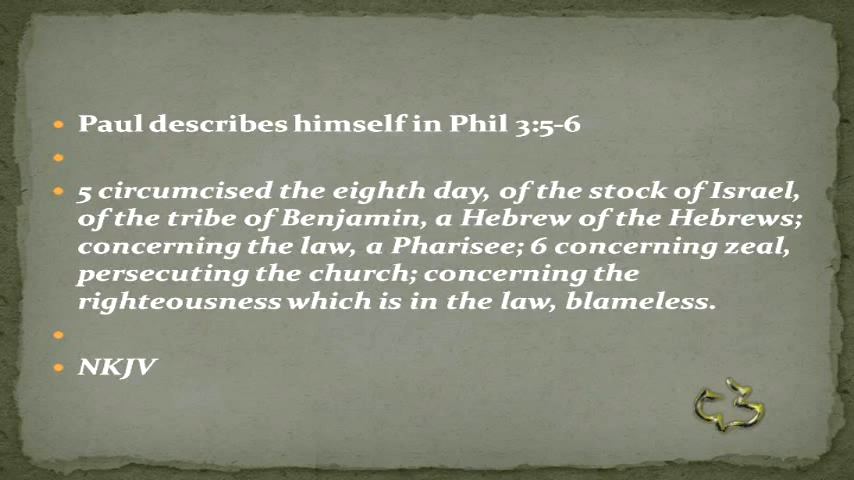 Paul describes himself in Phil 3:5-6
5 circumcised the eighth day, of the stock of Israel,
of the tribe of Benjamin, a Hebrew of the Hebrews;
concerning the law, a Pharisee; 6 concerning zeal,
persecuting the church; concerning the
righteousness which is in the law, blameless.
NKJV